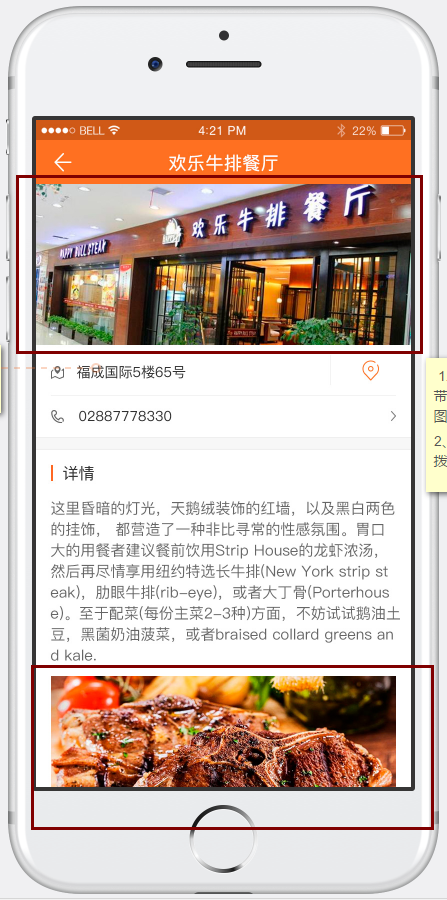 BELL 4:21 PM 22%
欢乐牛排餐厅
欢乐牛排餐厅
HAPPY BULL STEAK
福成国际5楼65号
02887778330
详情
这里昏暗的灯光，天鹅绒装饰的红墙，以及黑白两色
的挂饰， 都营造了一种非比寻常的性感氛围。胃口
大的用餐者建议餐前饮用Strip House的龙虾浓汤，
然后再尽情享用纽约特选长牛排(New York strip st
eak)，肋眼牛排(rib-eye)，或者大丁骨(Porterhous
e)。至于配菜(每份主菜2-3种)方面，不妨试试鹅油土
豆，黑菌奶油菠菜，或者braised collard greens an
d kale.
1
带
图
2、
拨